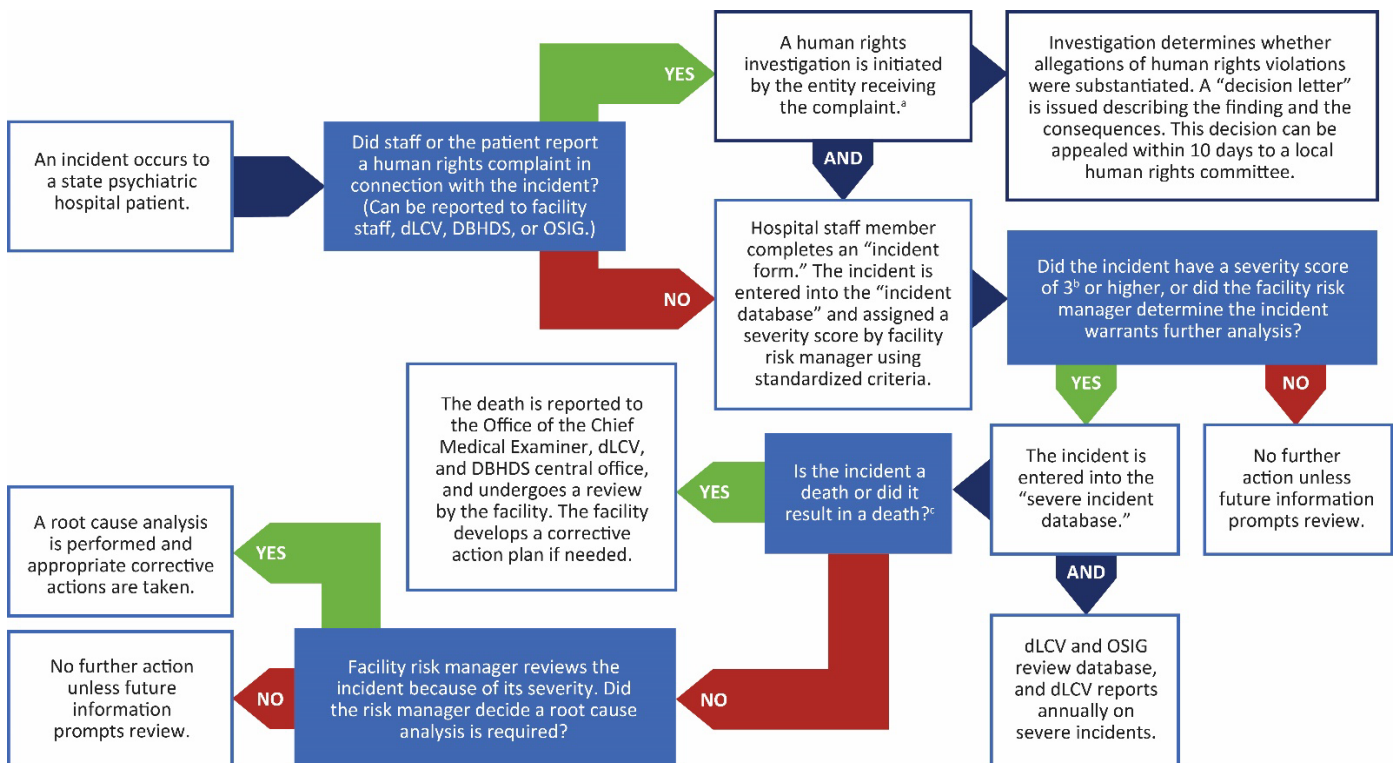 An incident occurs to
a state psychiatric
hospital patient.
Did staff or the patient report
a human rights complaint in
connection with the incident?
(Can be reported to facility
staff, dLCV, DBHDS, or OSIG.)
YES
A human rights
investigation is initiated
by the entity receiving
the complaint.ᵃ
Investigation determines whether
allegations of human rights violations
were substantiated. A “decision letter”
is issued describing the finding and the
consequences. This decision can be
appealed within 10 days to a local
human rights committee.
AND
NO
Hospital staff member
completes an “incident
form.” The incident is
entered into the “incident
database” and assigned a
severity score by facility
risk manager using
standardized criteria.
Did the incident have a severity score
of 3ᵇ or higher, or did the facility risk
manager determine the incident
warrants further analysis?
YES
NO
The incident is
entered into the
“severe incident
database.”
No further
action unless
future information
prompts review.
AND
dLCV and OSIG
review database,
and dLCV reports
annually on
severe incidents.
Is the incident a
death or did it
result in a death?ᶜ
YES
The death is reported to
the Office of the Chief
Medical Examiner, dLCV,
and DBHDS central office,
and undergoes a review
by the facility. The facility
develops a corrective
action plan if needed.
NO
Facility risk manager reviews the
incident because of its severity. Did
the risk manager decide a root cause
analysis is required?
YES
A root cause analysis
is performed and
appropriate corrective
actions are taken.
NO
No further action
unless future
information
prompts review.